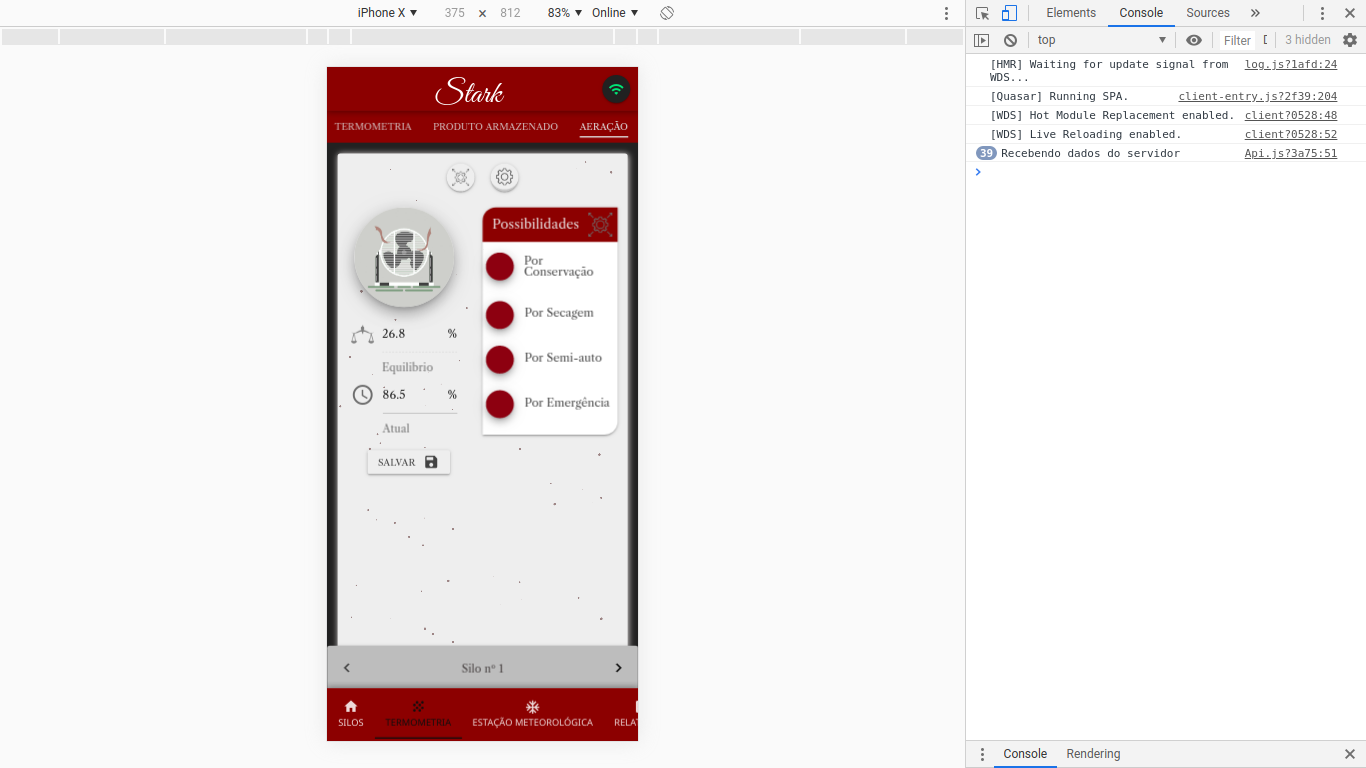 iPhone X 375 × 812 83% Online
Elements Console Sources
top Filter 3 hidden
[HMR] Waiting for update signal from log.js?1afd:24
WDS...
[Quasar] Running SPA. client-entry.js?2f39:204
[WDS] Hot Module Replacement enabled. client?0528:48
[WDS] Live Reloading enabled. client?0528:52
39 Recebendo dados do servidor Api.js?3a75:51
Stark
TERMOMETRIA PRODUTO ARMAZENADO AERAÇÃO
Possibilidades
Por
Conservação
Por Secagem
Por Semi-auto
Por Emergência
26.8 %
Equilibrio
86.5 %
Atual
SALVAR
Silo nº 1
SILOS TERMOMETRIA ESTAÇÃO METEOROLÓGICA
Console Rendering